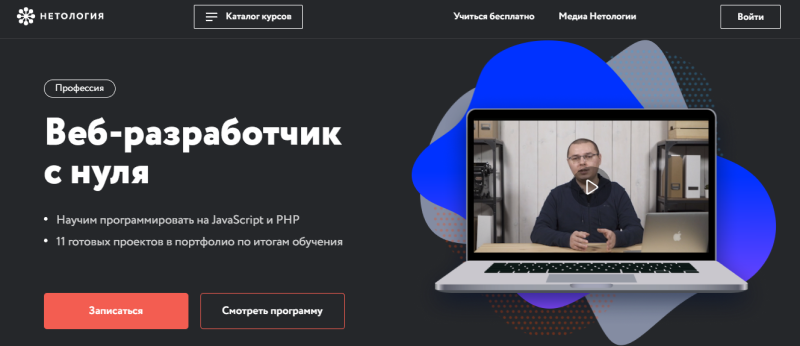 НЕТОЛОГИЯ
Каталог курсов
Учиться бесплатно
Медиа Нетологии
Войти
Профессия
Веб-разработчик
с нуля
Научим программировать на JavaScript и PHP
11 готовых проектов в портфолио по итогам обучения
Записаться
Смотреть программу